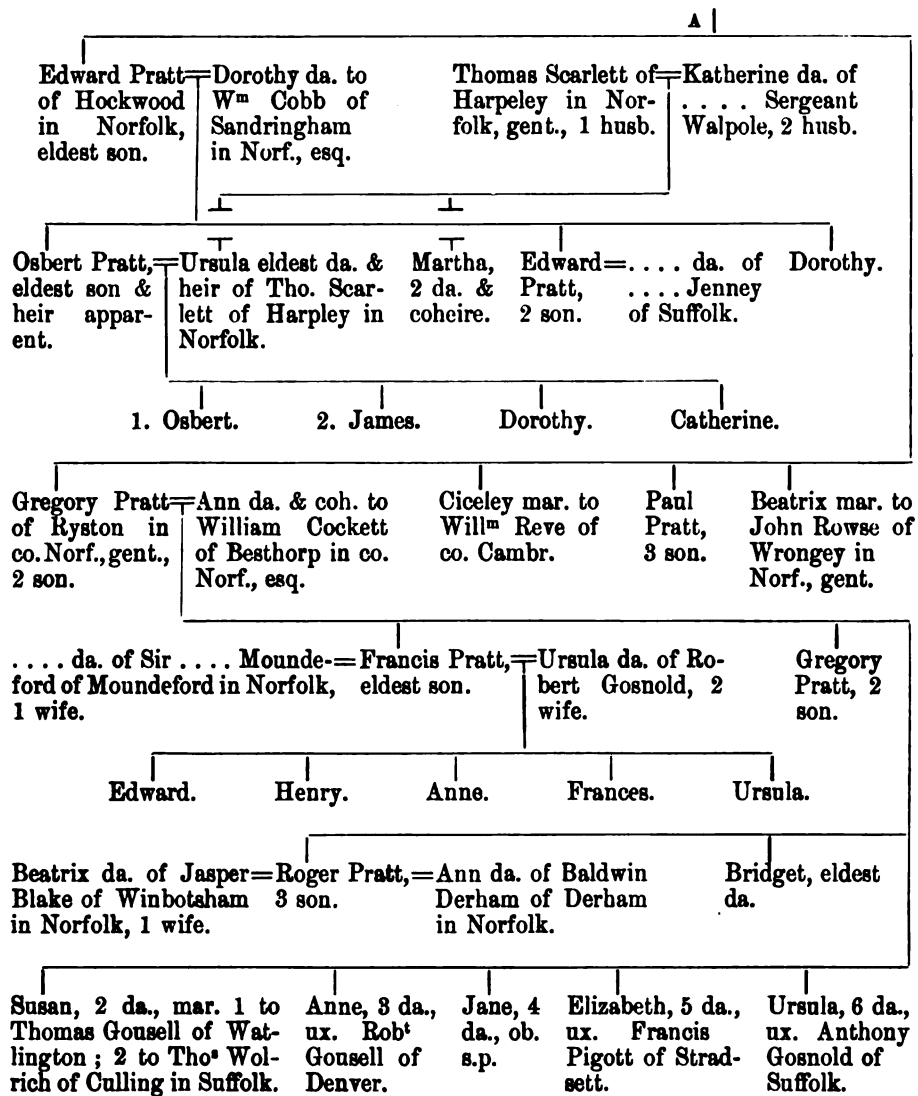 A
Edward Pratt=Dorothy da. to
of Hockwood Wᵐ Cobb of
in Norfolk, Sandringham
eldest son. in Norf., esq.
Thomas Scarlett of=Katherine da. of
Harpeley in Nor- . . . . Sergeant
folk, gent., 1 husb. Walpole, 2 husb.
Osbert Pratt,=Ursula eldest da. &
eldest son & heir of Tho. Scar-
heir appar- lett of Harpley in
ent. Norfolk.
Martha,
2 da. &
coheire.
Edward=. . . . da. of
Pratt, . . . . Jenney
2 son. of Suffolk.
Dorothy.
1. Osbert. 2. James. Dorothy. Catherine.
Gregory Pratt=Ann da. & coh. to
of Ryston in William Cockett
co. Norf., gent., of Besthorp in co.
2 son. Norf., esq.
Ciceley mar. to
Willᵐ Reve of
co. Cambr.
Paul
Pratt,
3 son.
Beatrix mar. to
John Rowse of
Wrongey in
Norf., gent.
. . . . da. of Sir . . . . Mounde-=Francis Pratt,=Ursula da. of Ro-
ford of Moundeford in Norfolk, eldest son. bert Gosnold, 2
1 wife. wife.
Gregory
Pratt, 2
son.
Edward. Henry. Anne. Frances. Ursula.
Beatrix da. of Jasper=Roger Pratt,=Ann da. of Baldwin
Blake of Winbotsham 3 son. Derham of Derham
in Norfolk, 1 wife. in Norfolk.
Bridget, eldest
da.
Susan, 2 da., mar. 1 to
Thomas Gousell of Wat-
lington ; 2 to Thoˢ Wol-
rich of Culling in Suffolk.
Anne, 3 da.,
ux. Robᵗ
Gousell of
Denver.
Jane, 4
da., ob.
s.p.
Elizabeth, 5 da.,
ux. Francis
Pigott of Strad-
sett.
Ursula, 6 da.,
ux. Anthony
Gosnold of
Suffolk.